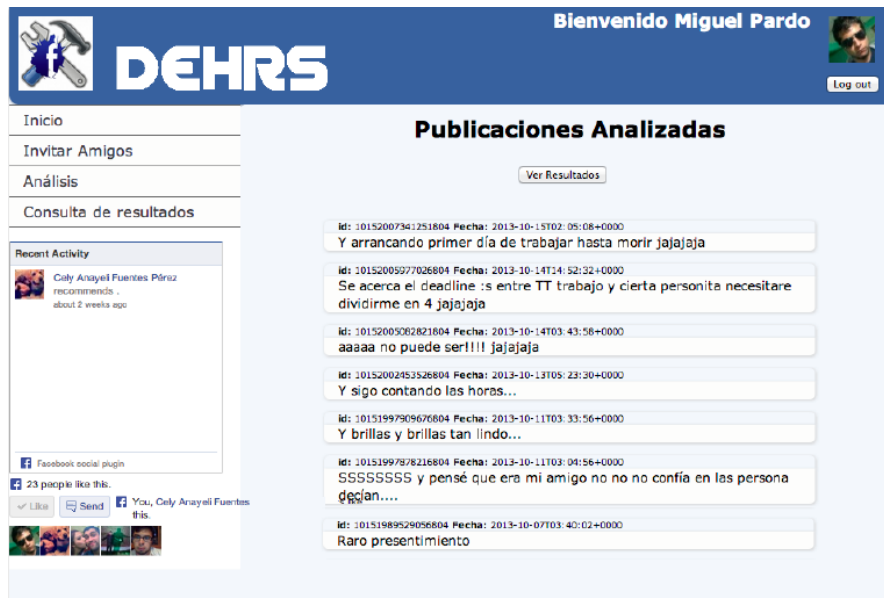 Bienvenido Miguel Pardo
DEHRS
Log out
Inicio
Invitar Amigos
Análisis
Consulta de resultados
Recent Activity
Cely Anayeli Fuentes Pérez
recommends .
about 2 weeks ago
Facebook social plugin
23 people like this.
Like
Send
You, Cely Anayeli Fuentes
this.
Publicaciones Analizadas
Ver Resultados
id: 10152007341251804 Fecha: 2013-10-15T02:05:08+0000
Y arrancando primer día de trabajar hasta morir jajajaja
id: 10152005977026804 Fecha: 2013-10-14T14:52:32+0000
Se acerca el deadline :s entre TT trabajo y cierta personita necesitare
dividirme en 4 jajajaja
id: 10152005082821804 Fecha: 2013-10-14T03:43:58+0000
aaaaa no puede ser!!!! jajajaja
id: 10152002453526804 Fecha: 2013-10-13T05:23:30+0000
Y sigo contando las horas...
id: 10151997909676804 Fecha: 2013-10-11T03:33:56+0000
Y brillas y brillas tan lindo...
id: 10151997878216804 Fecha: 2013-10-11T03:04:56+0000
SSSSSSSS y pensé que era mi amigo no no no confía en las persona
decían....
id: 10151989529056804 Fecha: 2013-10-07T03:40:02+0000
Raro presentimiento